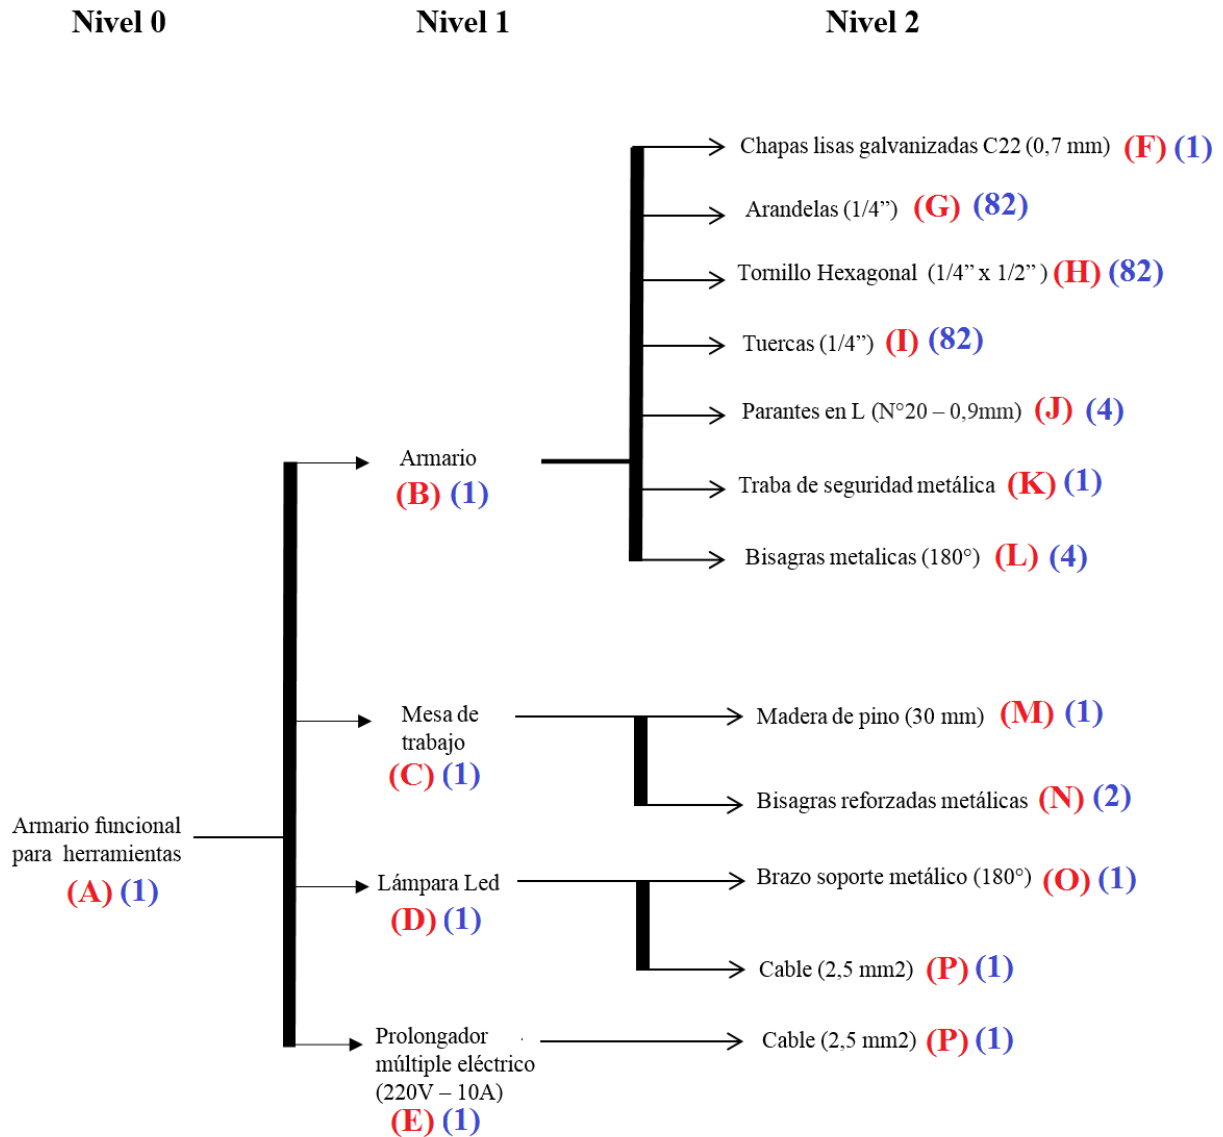 Nivel 0
Nivel 1
Nivel 2
Chapas lisas galvanizadas C22 (0,7 mm) (F) (1)
Arandelas (1/4”) (G) (82)
Tornillo Hexagonal (1/4” x 1/2” ) (H) (82)
Tuercas (1/4”) (I) (82)
Parantes en L (N°20 – 0,9mm) (J) (4)
Armario
(B) (1)
Traba de seguridad metálica (K) (1)
Bisagras metalicas (180°) (L) (4)
Mesa de
trabajo
(C) (1)
Madera de pino (30 mm) (M) (1)
Bisagras reforzadas metálicas (N) (2)
Armario funcional
para herramientas
(A) (1)
Lámpara Led
(D) (1)
Brazo soporte metálico (180°) (O) (1)
Cable (2,5 mm2) (P) (1)
Prolongador
múltiple eléctrico
(220V – 10A)
(E) (1)
Cable (2,5 mm2) (P) (1)